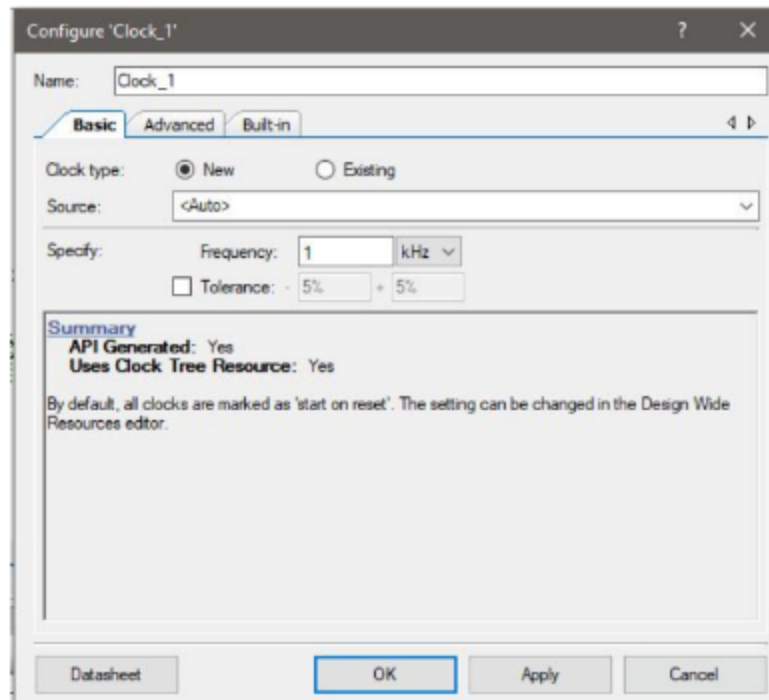 Configure 'Clock_1'
Name: Clock_1
Basic Advanced Built-in
Clock type: New Existing
Source: <Auto>
Specify: Frequency: 1 kHz
Tolerance: - 5% + 5%
Summary
API Generated: Yes
Uses Clock Tree Resource: Yes
By default, all clocks are marked as 'start on reset'. The setting can be changed in the Design Wide
Resources editor.
Datasheet OK Apply Cancel